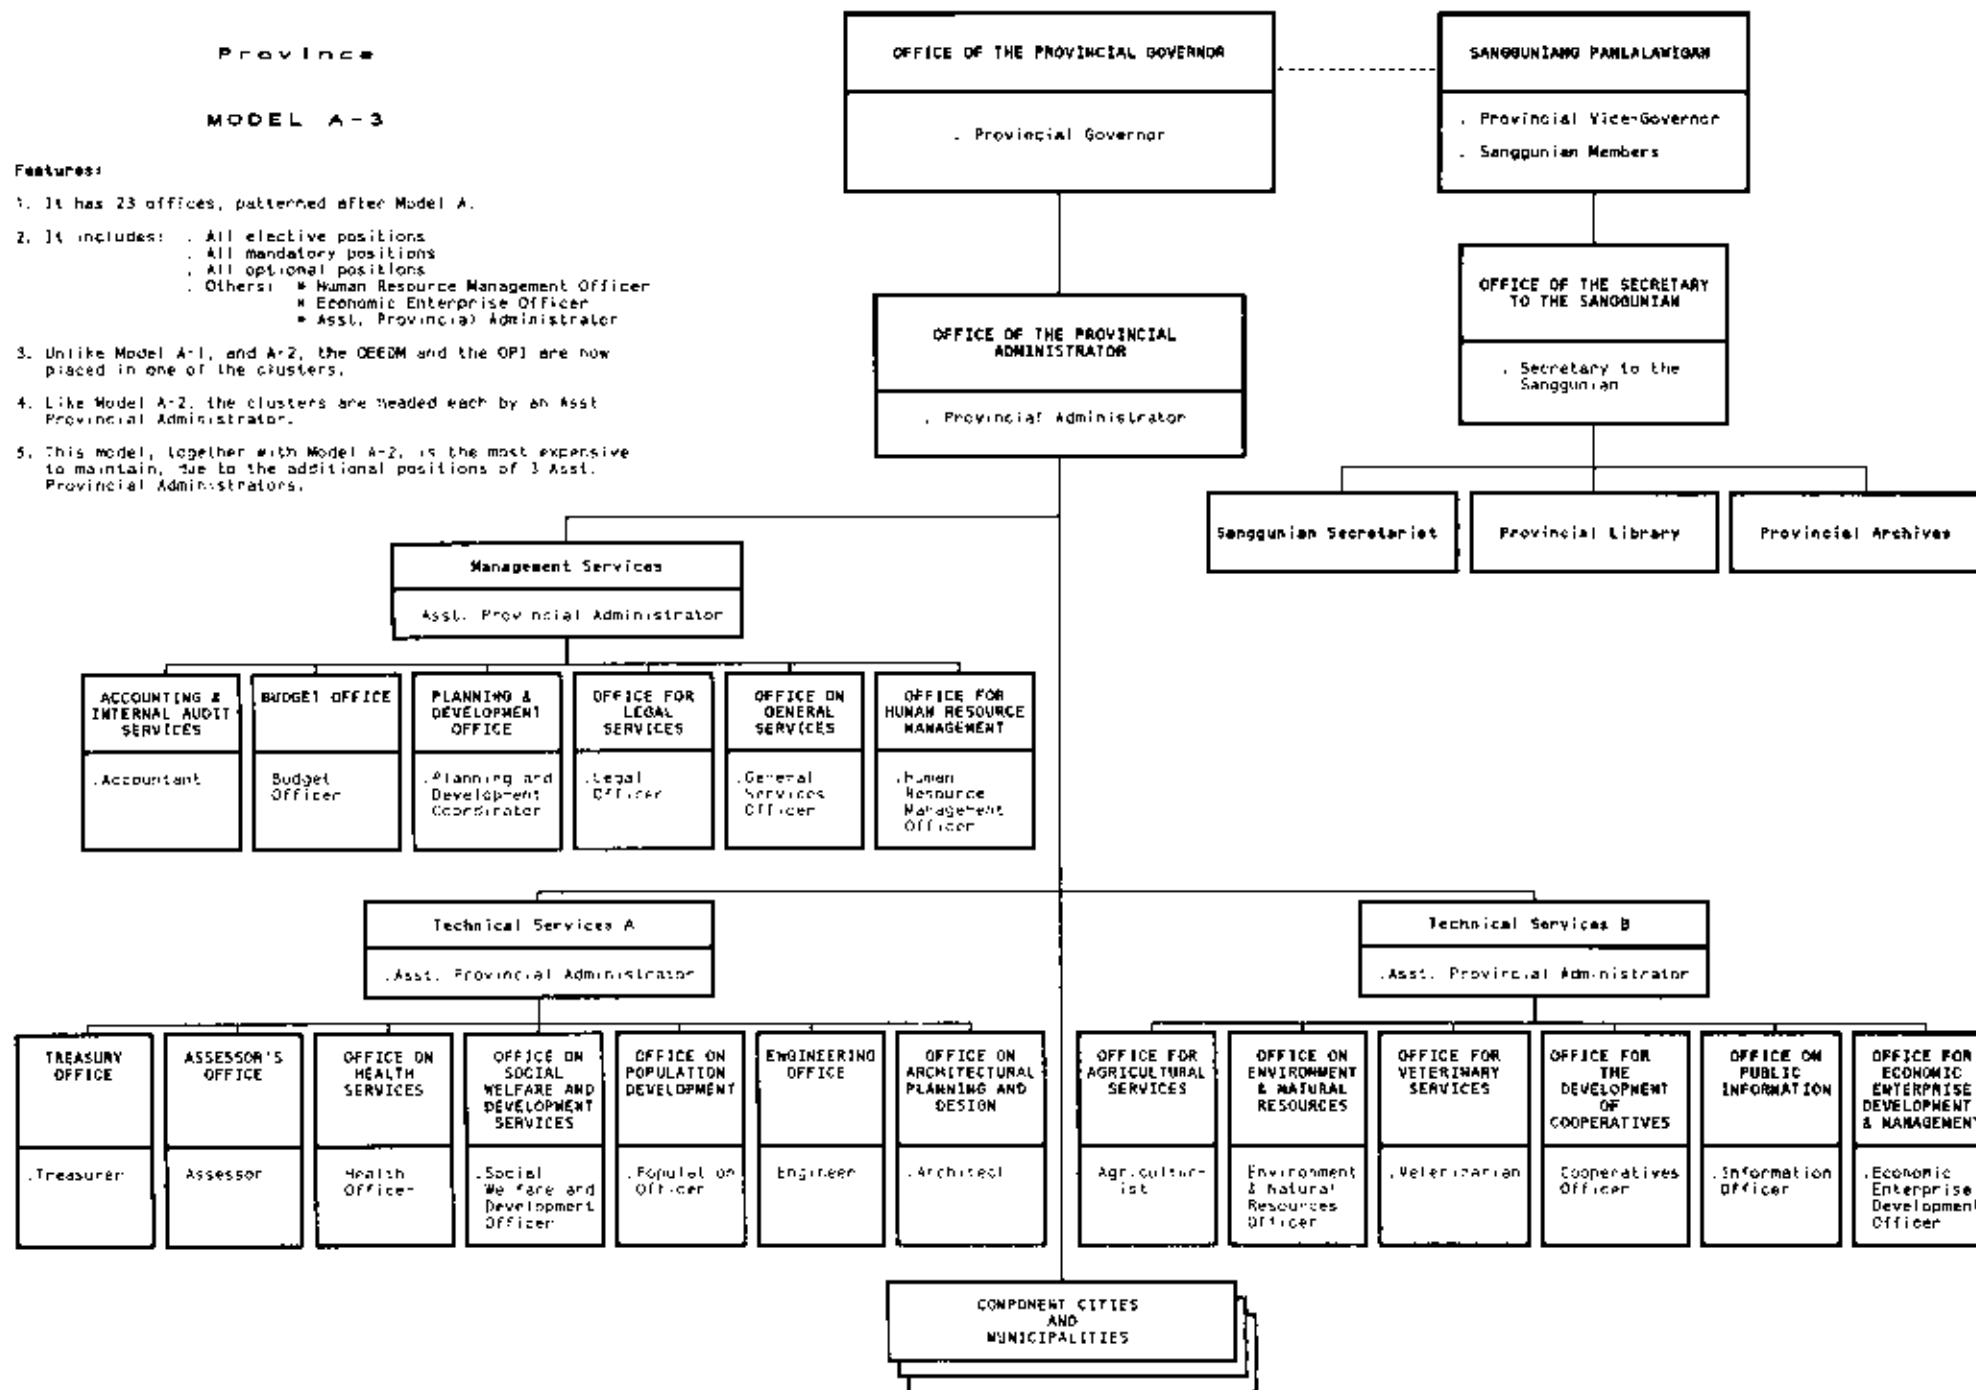 Province
MODEL A-3
Features:
1. It has 23 offices, patterned after Model A.
2. It includes: . All elective positions
. All mandatory positions
. All optional positions
. Others: * Human Resource Management Officer
* Economic Enterprise Officer
* Asst. Provincial Administrator
3. Unlike Model A-1, and A-2, the OEEDM and the OPI are now
placed in one of the clusters.
4. Like Model A-2, the clusters are headed each by an Asst
Provincial Administrator.
5. This model, together with Model A-2, is the most expensive
to maintain, due to the additional positions of 3 Asst.
Provincial Administrators.
OFFICE OF THE PROVINCIAL GOVERNOR
. Provincial Governor
SANGGUNIANG PANLALAWIGAN
. Provincial Vice-Governor
. Sanggunian Members
OFFICE OF THE PROVINCIAL
ADMINISTRATOR
. Provincial Administrator
OFFICE OF THE SECRETARY
TO THE SANGGUNIAN
. Secretary to the
Sanggunian
Sanggunian Secretariat
Provincial Library
Provincial Archives
Management Services
Asst. Provincial Administrator
ACCOUNTING &
INTERNAL AUDIT
SERVICES
.Accountant
BUDGET OFFICE
Budget
Officer
PLANNING &
DEVELOPMENT
OFFICE
.Planning and
Development
Coordinator
OFFICE FOR
LEGAL
SERVICES
.Legal
Officer
OFFICE ON
GENERAL
SERVICES
.General
Services
Officer
OFFICE FOR
HUMAN RESOURCE
MANAGEMENT
.Human
Resource
Management
Officer
Technical Services A
.Asst. Provincial Administrator
Technical Services B
.Asst. Provincial Administrator
TREASURY
OFFICE
.Treasurer
ASSESSOR'S
OFFICE
Assessor
OFFICE ON
HEALTH
SERVICES
Health
Officer
OFFICE ON
SOCIAL
WELFARE AND
DEVELOPMENT
SERVICES
.Social
Welfare and
Development
Officer
OFFICE ON
POPULATION
DEVELOPMENT
.Population
Officer
ENGINEERING
OFFICE
Engineer
OFFICE ON
ARCHITECTURAL
PLANNING AND
DESIGN
.Architect
OFFICE FOR
AGRICULTURAL
SERVICES
Agricultur-
ist
OFFICE ON
ENVIRONMENT
& NATURAL
RESOURCES
Environment
& Natural
Resources
Officer
OFFICE FOR
VETERINARY
SERVICES
.Veterinarian
OFFICE FOR
THE
DEVELOPMENT
OF
COOPERATIVES
Cooperatives
Officer
OFFICE ON
PUBLIC
INFORMATION
.Information
Officer
OFFICE FOR
ECONOMIC
ENTERPRISE
DEVELOPMENT
& MANAGEMENT
.Economic
Enterprise
Development
Officer
COMPONENT CITIES
AND
MUNICIPALITIES